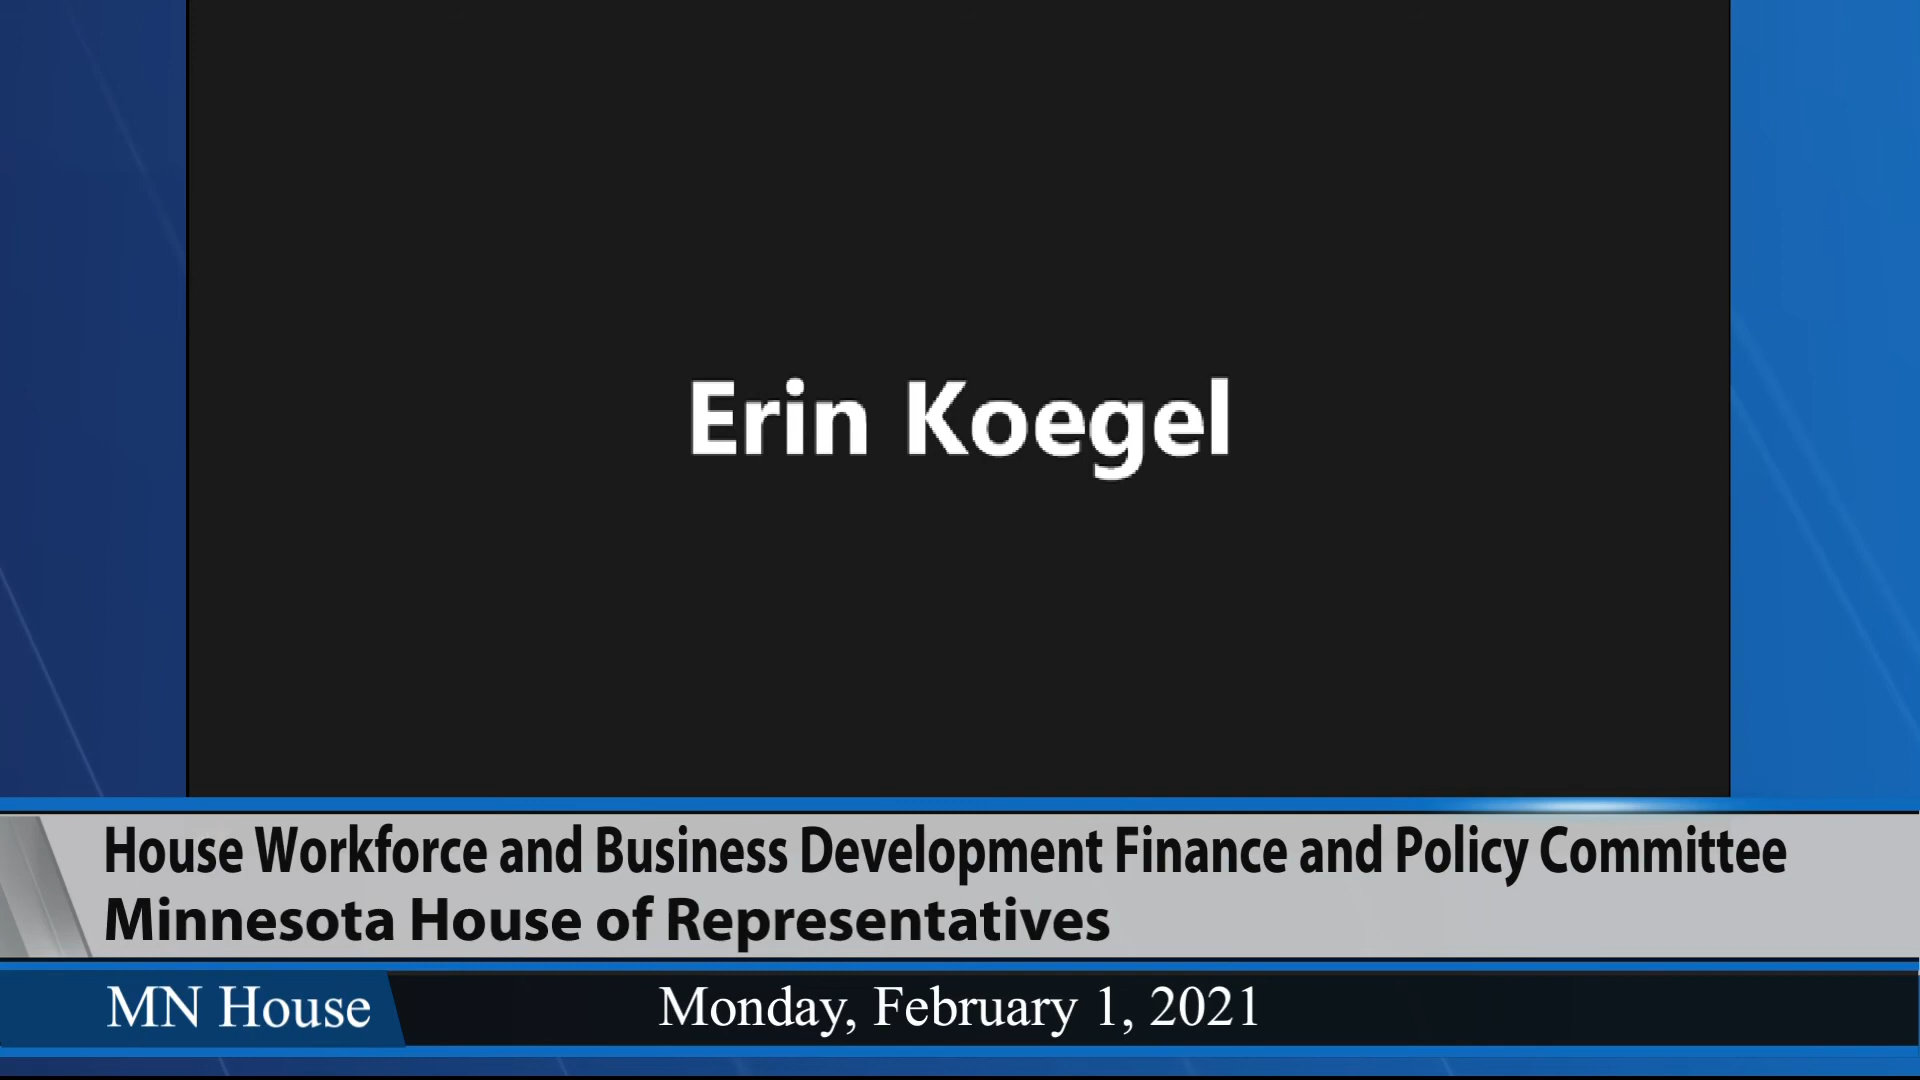 Erin Koegel
House Workforce and Business Development Finance and Policy Committee
Minnesota House of Representatives
MN House
Monday, February 1, 2021